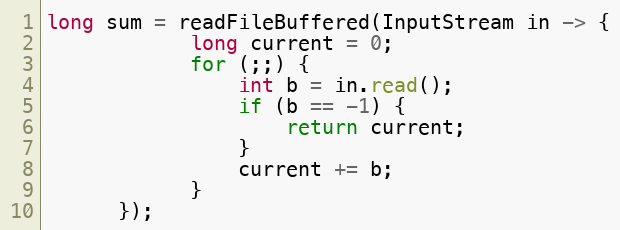 1 long sum = readFileBuffered(InputStream in -> {
2             long current = 0;
3             for (;;) {
4                 int b = in.read();
5                 if (b == -1) {
6                     return current;
7                 }
8                 current += b;
9             }
10       });